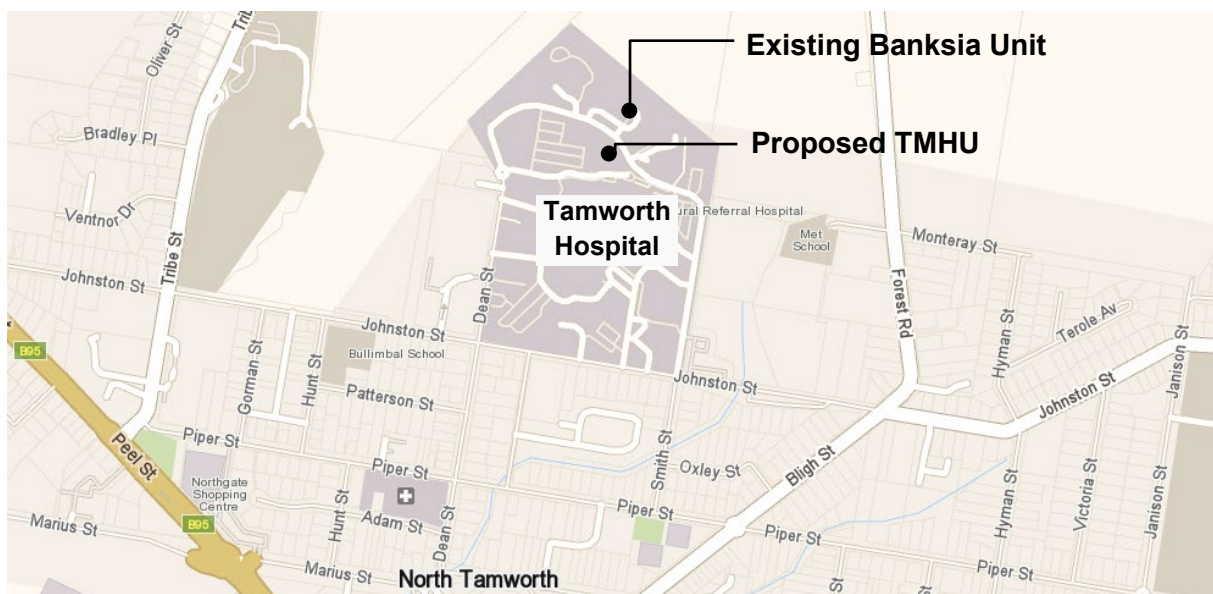 Existing Banksia Unit
Proposed TMHU
Oliver St
Bradley Pl
Ventnor Dr
Tribe St
Tamworth
Hospital
ural Referral Hospital
Met
School
Monteray St
Forest Rd
Johnston St
Dean St
Johnston St
Bullimbal School
Patterson St
Hunt St
Gorman St
B95
Peel St
Piper St
Northgate
Shopping
Centre
Marius St
B95
Piper St
Adam St
Hunt St
Dean St
Marius St
North Tamworth
Johnston St
Smith St
Oxley St
Bligh St
Piper St
Piper St
Piper St
Hyman St
Terole Av
Johnston St
Janison St
Hyman St
Victoria St
Janison St
St
St